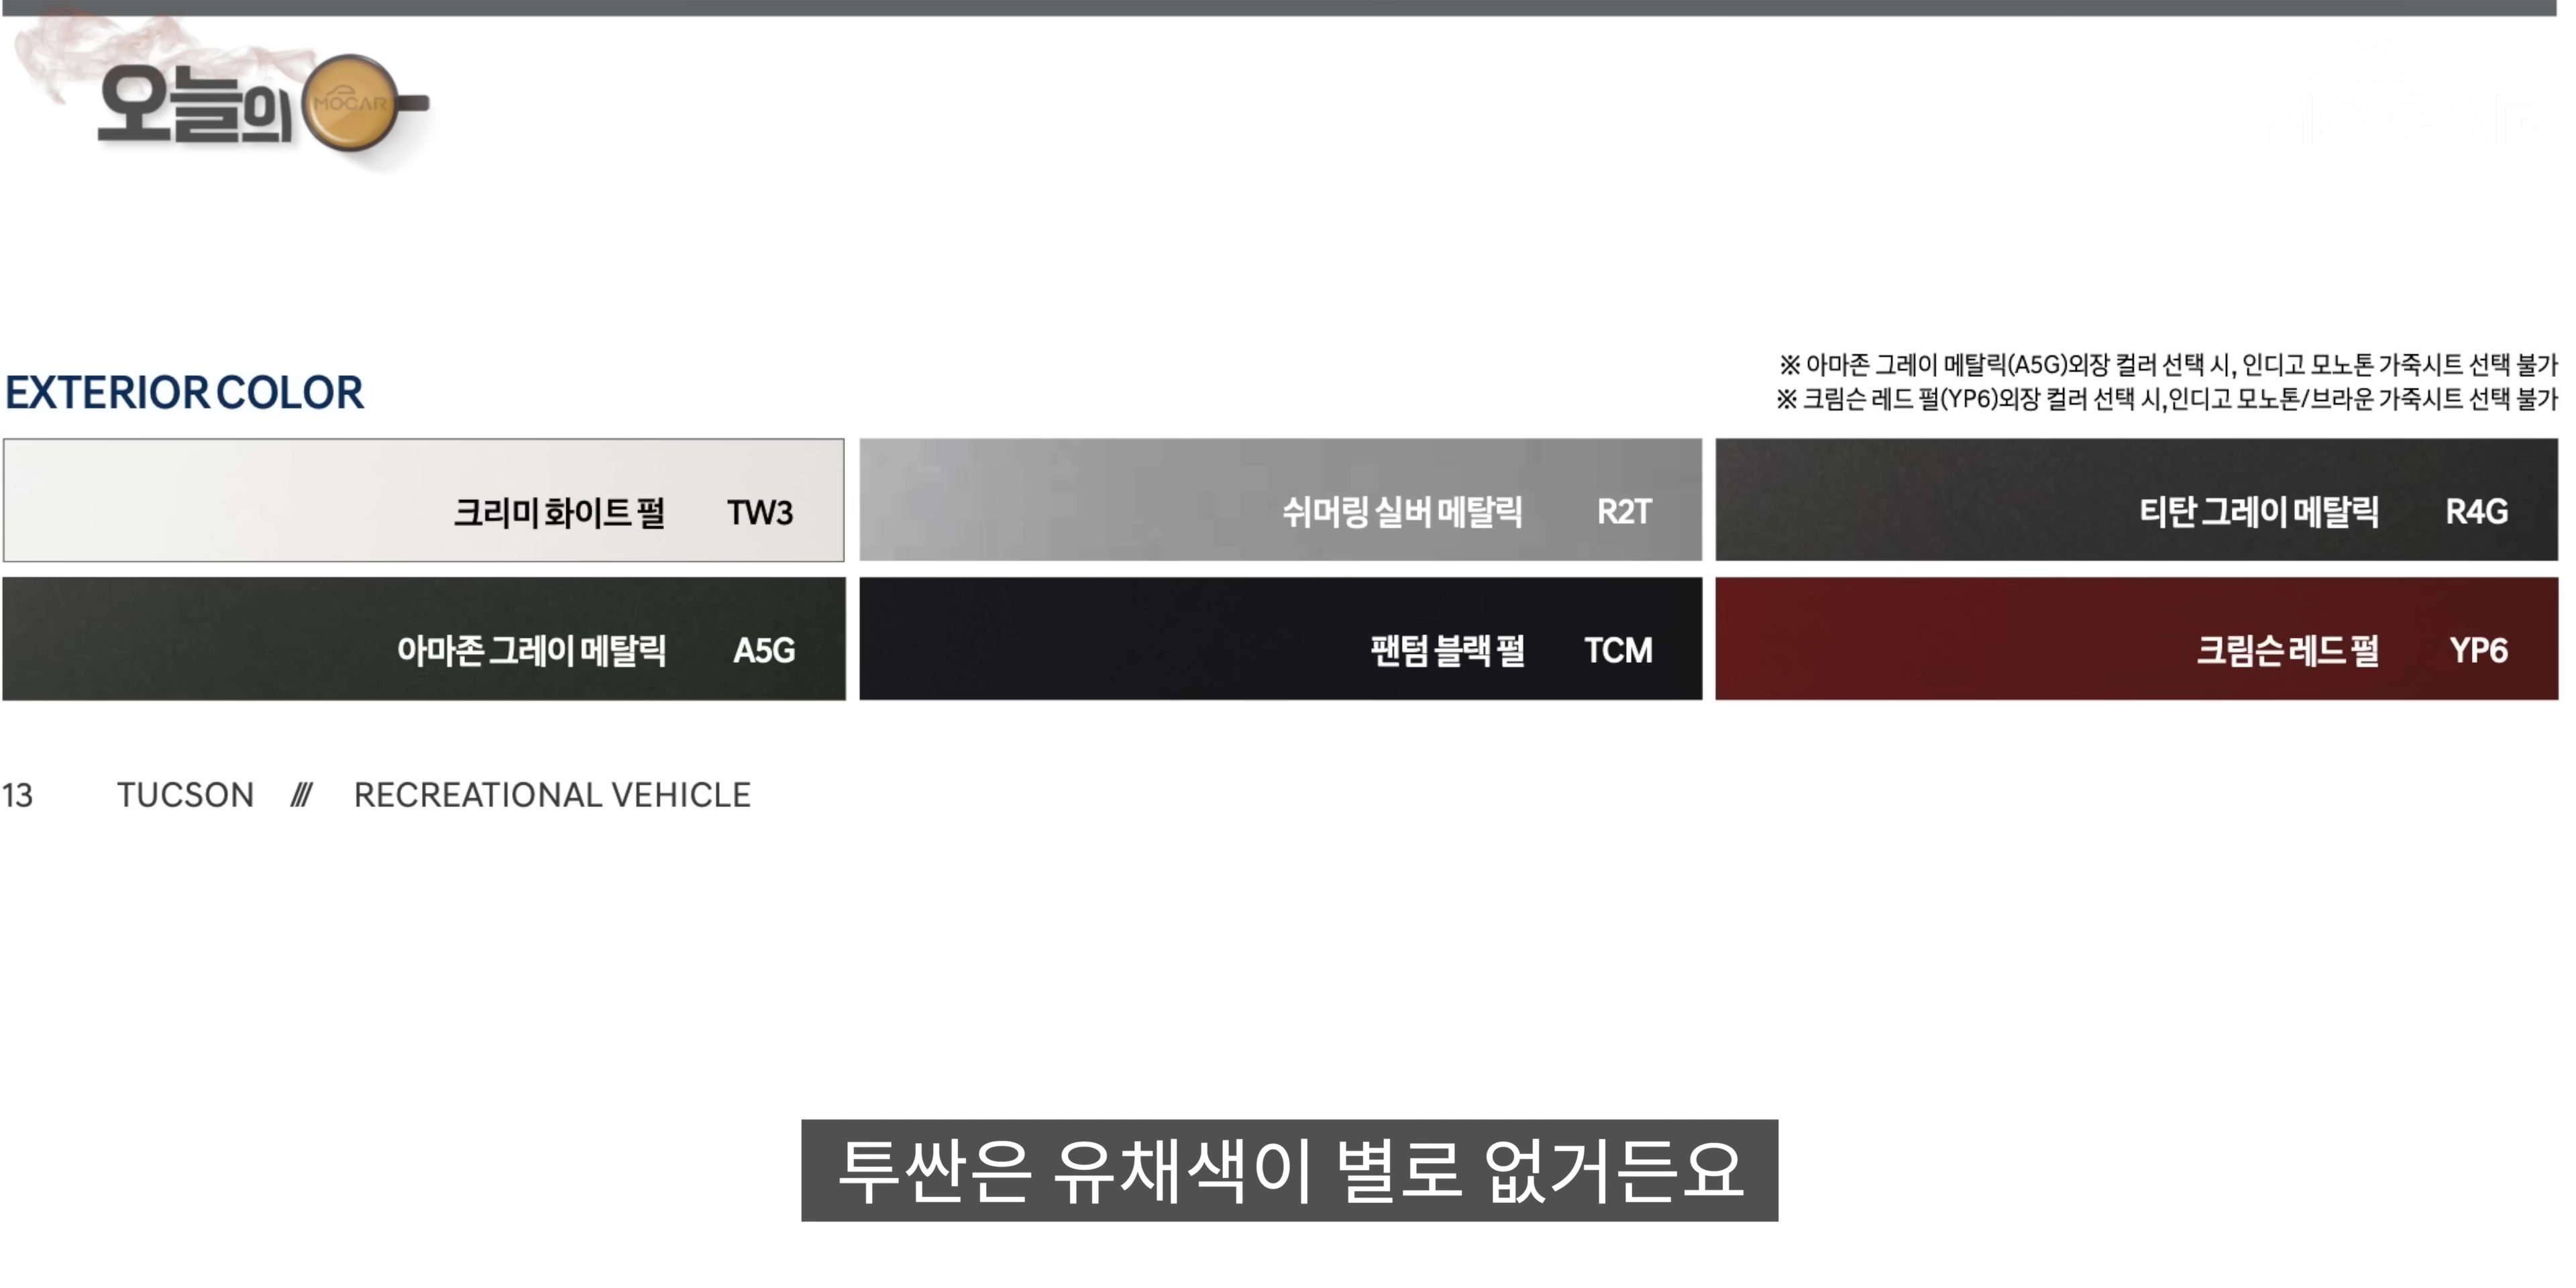 오늘의
MOCAR
EXTERIOR COLOR
※ 아마존 그레이 메탈릭(A5G)외장 컬러 선택 시, 인디고 모노톤 가죽시트 선택 불가
※ 크림슨 레드 펄(YP6)외장 컬러 선택 시,인디고 모노톤/브라운 가죽시트 선택 불가
크리미 화이트 펄 TW3
쉬머링 실버 메탈릭 R2T
티탄 그레이 메탈릭 R4G
아마존 그레이 메탈릭 A5G
팬텀 블랙 펄 TCM
크림슨 레드 펄 YP6
13 TUCSON /// RECREATIONAL VEHICLE
투싼은 유채색이 별로 없거든요